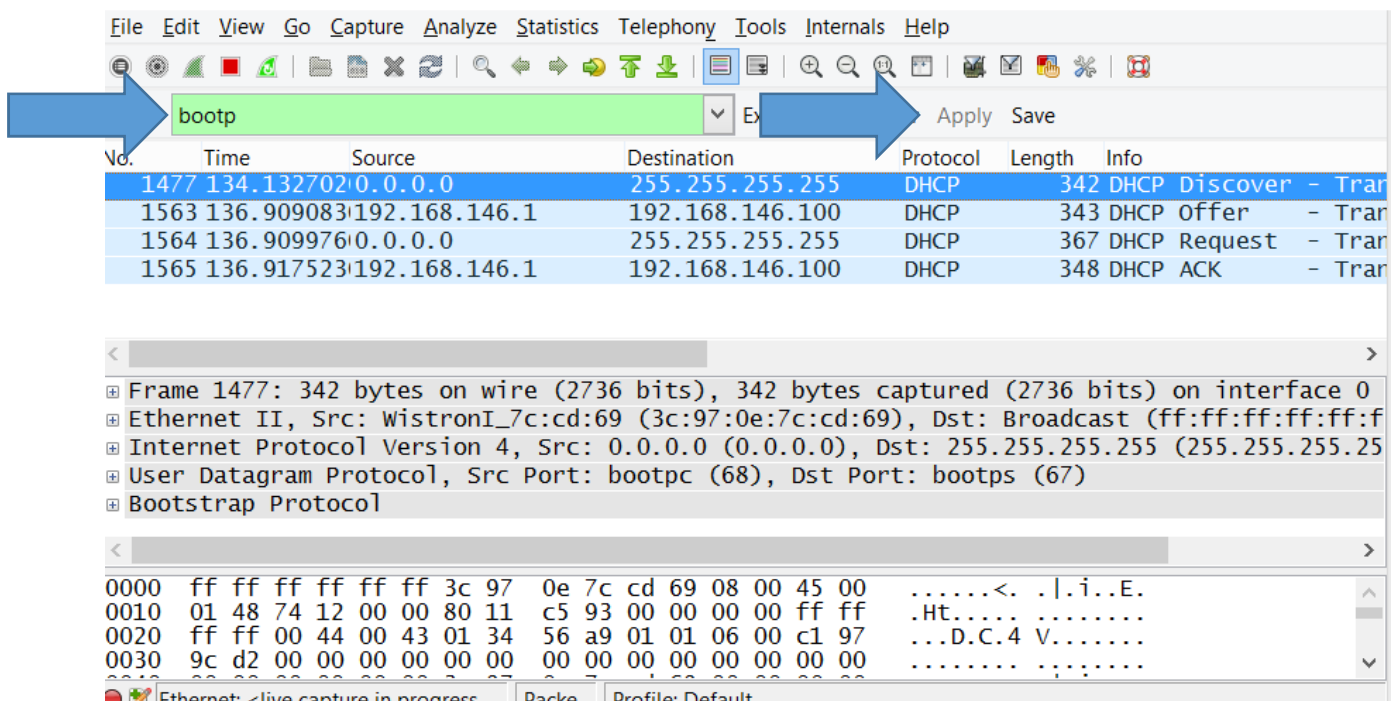 File Edit View Go Capture Analyze Statistics Telephony Tools Internals Help
bootp Apply Save
No. Time Source Destination Protocol Length Info
1477 134.132702 0.0.0.0 255.255.255.255 DHCP 342 DHCP Discover - Tran
1563 136.909083 192.168.146.1 192.168.146.100 DHCP 343 DHCP Offer - Tran
1564 136.909976 0.0.0.0 255.255.255.255 DHCP 367 DHCP Request - Tran
1565 136.917523 192.168.146.1 192.168.146.100 DHCP 348 DHCP ACK - Tran
Frame 1477: 342 bytes on wire (2736 bits), 342 bytes captured (2736 bits) on interface 0
Ethernet II, Src: WistronI_7c:cd:69 (3c:97:0e:7c:cd:69), Dst: Broadcast (ff:ff:ff:ff:ff:f
Internet Protocol Version 4, Src: 0.0.0.0 (0.0.0.0), Dst: 255.255.255.255 (255.255.255.25
User Datagram Protocol, Src Port: bootpc (68), Dst Port: bootps (67)
Bootstrap Protocol
0000 ff ff ff ff ff ff 3c 97 0e 7c cd 69 08 00 45 00 ......<. .|.i..E.
0010 01 48 74 12 00 00 80 11 c5 93 00 00 00 00 ff ff .Ht..... ........
0020 ff ff 00 44 00 43 01 34 56 a9 01 01 06 00 c1 97 ...D.C.4 V.......
0030 9c d2 00 00 00 00 00 00 00 00 00 00 00 00 00 00 ........ ........
Ethernet: <live capture in progress Packe Profile: Default